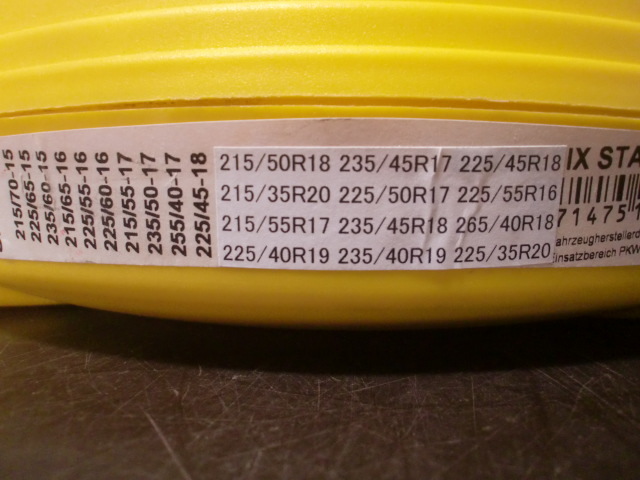 215/70-15
225/65-15
235/60-15
215/65-16
225/55-16
225/60-16
215/55-17
235/50-17
255/40-17
225/45-18
215/50R18 235/45R17 225/45R18
215/35R20 225/50R17 225/55R16
215/55R17 235/45R18 265/40R18
225/40R19 235/40R19 225/35R20
IX STA
71475
ahrzeugherstellerd
insatzbereich PKW